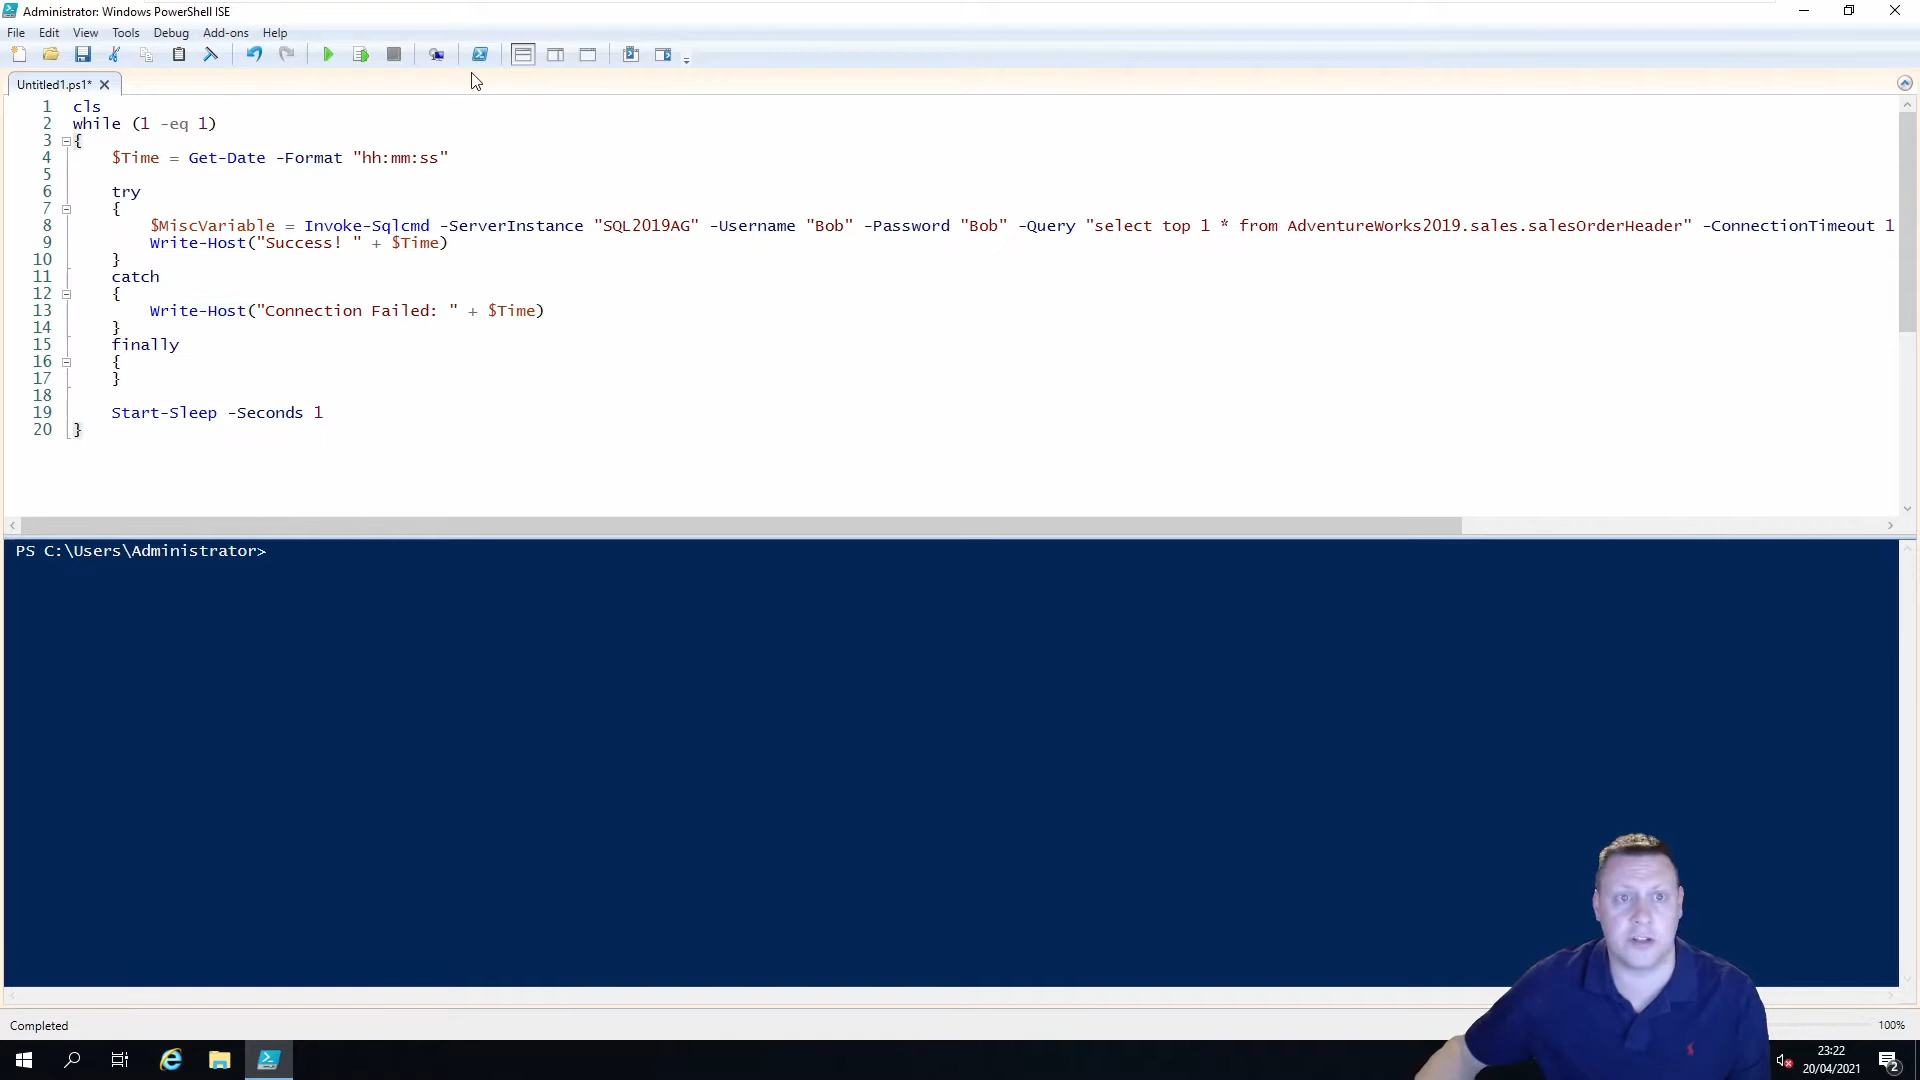 Administrator: Windows PowerShell ISE
File Edit View Tools Debug Add-ons Help
Untitled1.ps1*
1 cls
2 while (1 -eq 1)
3 {
4 $Time = Get-Date -Format "hh:mm:ss"
5
6 try
7 {
8 $MiscVariable = Invoke-Sqlcmd -ServerInstance "SQL2019AG" -Username "Bob" -Password "Bob" -Query "select top 1 * from AdventureWorks2019.sales.salesOrderHeader" -ConnectionTimeout 1
9 Write-Host("Success! " + $Time)
10 }
11 catch
12 {
13 Write-Host("Connection Failed: " + $Time)
14 }
15 finally
16 {
17 }
18
19 Start-Sleep -Seconds 1
20 }
PS C:\Users\Administrator>
Completed
100%
23:22
20/04/2021
2